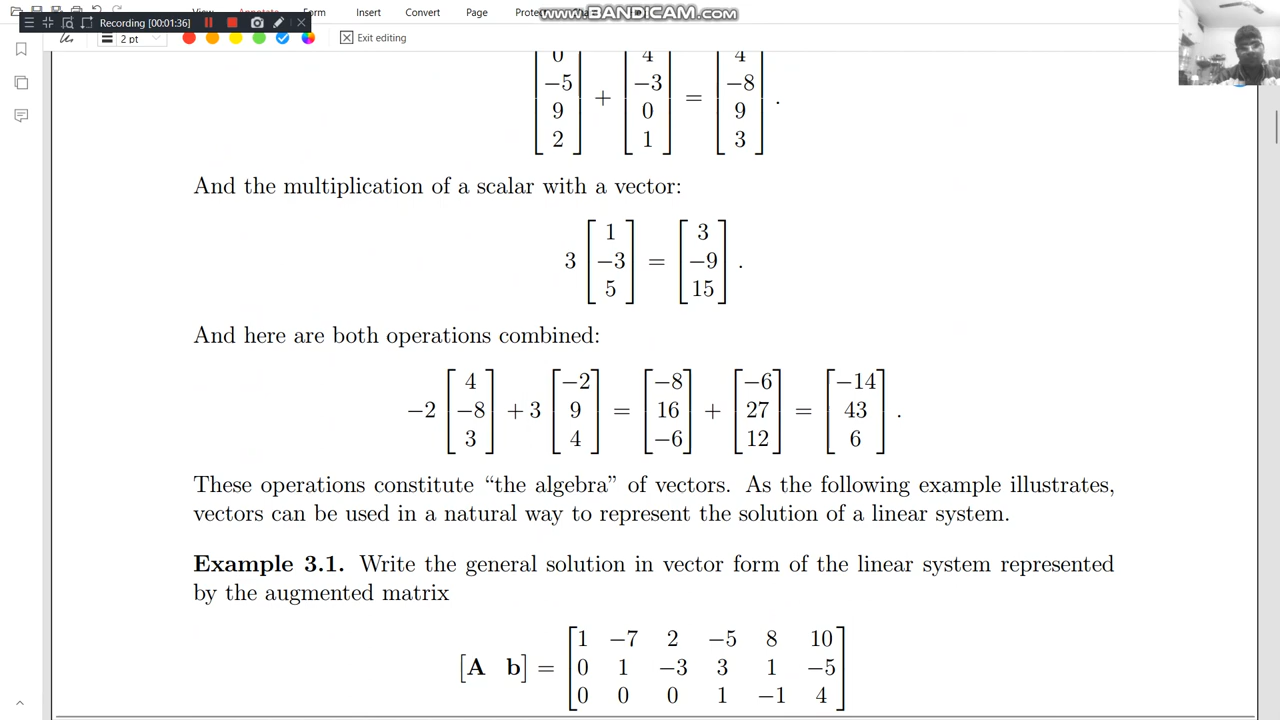 www.BANDICAM.com
Recording [00:01:36]
View Annotate Form Insert Convert Page
2 pt Exit editing
0 4 4
−5 −3 −8
+ = .
9 0 9
2 1 3
And the multiplication of a scalar with a vector:
1 3
3 −3 = −9 .
5 15
And here are both operations combined:
4 −2 −8 −6 −14
−2 −8 + 3 9 = 16 + 27 = 43 .
3 4 −6 12 6
These operations constitute “the algebra” of vectors. As the following example illustrates,
vectors can be used in a natural way to represent the solution of a linear system.
Example 3.1. Write the general solution in vector form of the linear system represented
by the augmented matrix
1 −7 2 −5 8 10
[A b] = 0 1 −3 3 1 −5
0 0 0 1 −1 4